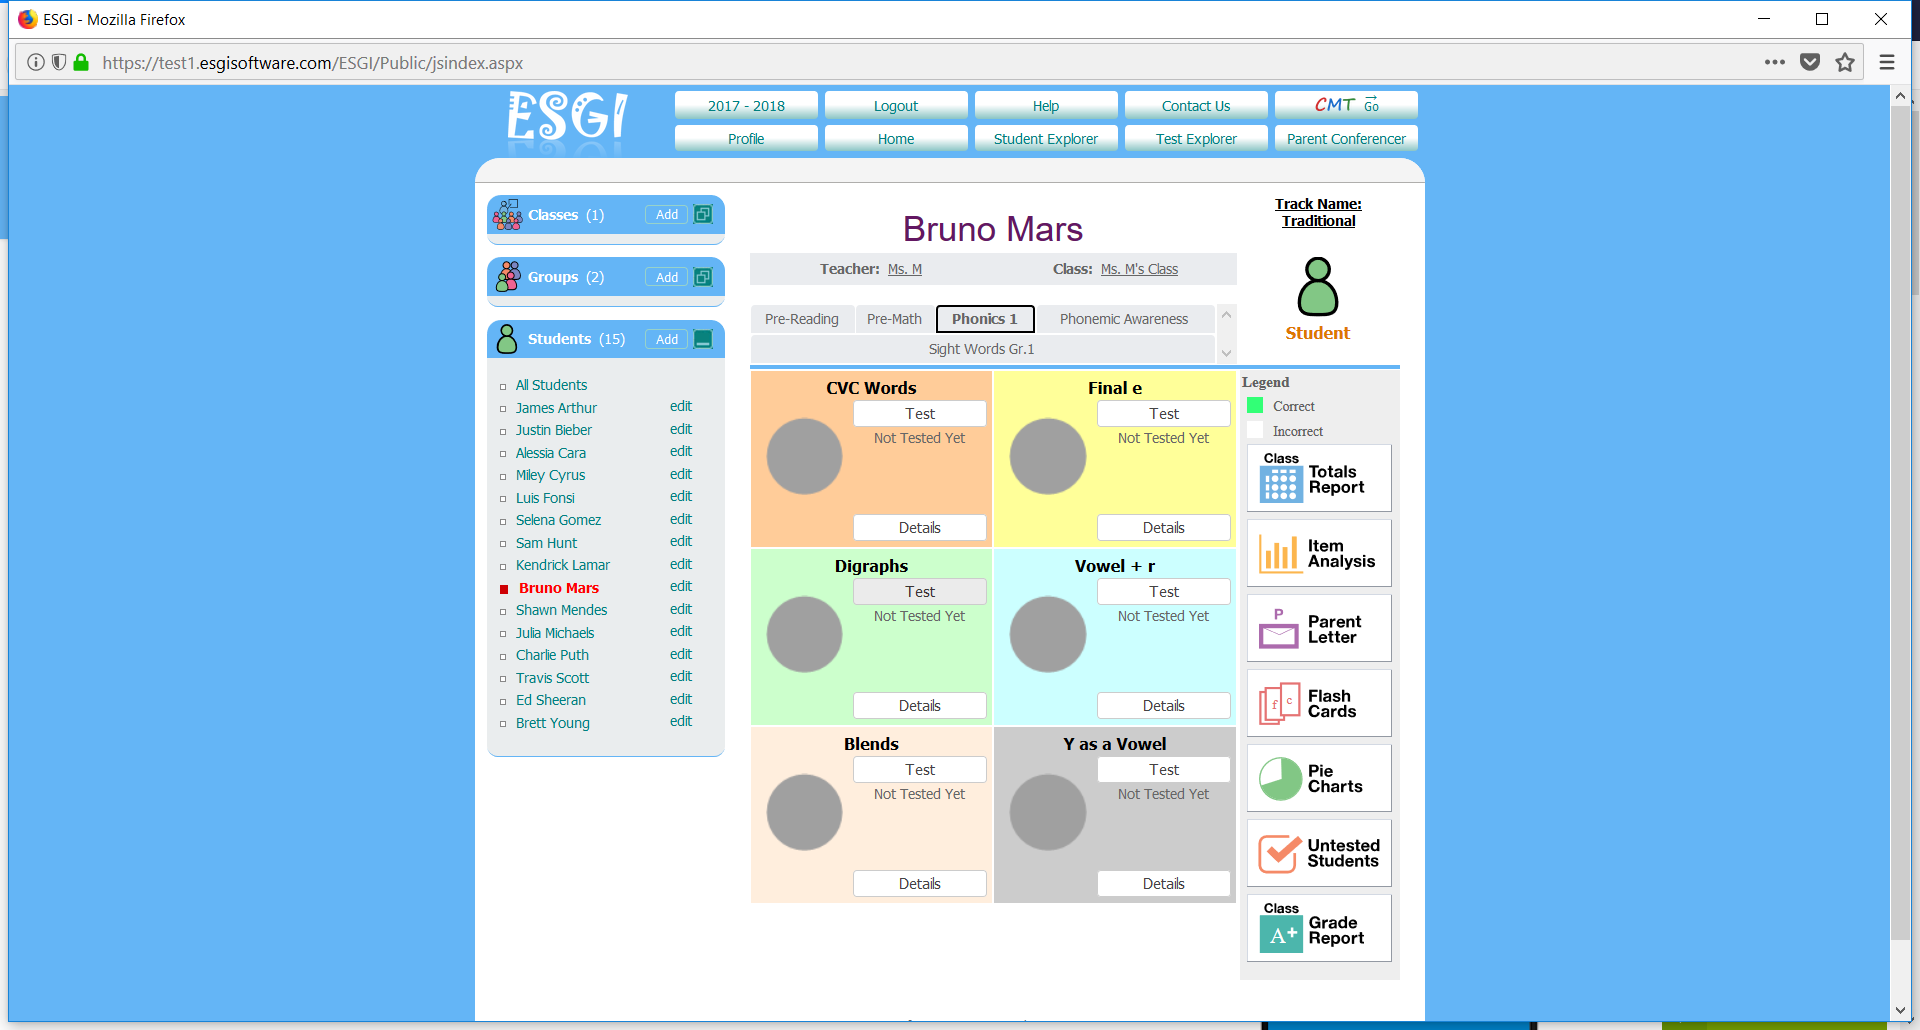 ESGI - Mozilla Firefox
https://test1.esgisoftware.com/ESGI/Public/jsindex.aspx
ESGI
2017 - 2018
Logout
Help
Contact Us
CMT Go
Profile
Home
Student Explorer
Test Explorer
Parent Conferencer
Classes (1)
Add
Groups (2)
Add
Students (15)
Add
All Students
James Arthur edit
Justin Bieber edit
Alessia Cara edit
Miley Cyrus edit
Luis Fonsi edit
Selena Gomez edit
Sam Hunt edit
Kendrick Lamar edit
Bruno Mars edit
Shawn Mendes edit
Julia Michaels edit
Charlie Puth edit
Travis Scott edit
Ed Sheeran edit
Brett Young edit
Bruno Mars
Teacher: Ms. M
Class: Ms. M's Class
Track Name:
Traditional
Student
Pre-Reading
Pre-Math
Phonics 1
Phonemic Awareness
Sight Words Gr.1
CVC Words
Test
Not Tested Yet
Details
Final e
Test
Not Tested Yet
Details
Digraphs
Test
Not Tested Yet
Details
Vowel + r
Test
Not Tested Yet
Details
Blends
Test
Not Tested Yet
Details
Y as a Vowel
Test
Not Tested Yet
Details
Legend
Correct
Incorrect
Class
Totals
Report
Item
Analysis
P
Parent
Letter
f c
Flash
Cards
Pie
Charts
Untested
Students
Class
A+
Grade
Report